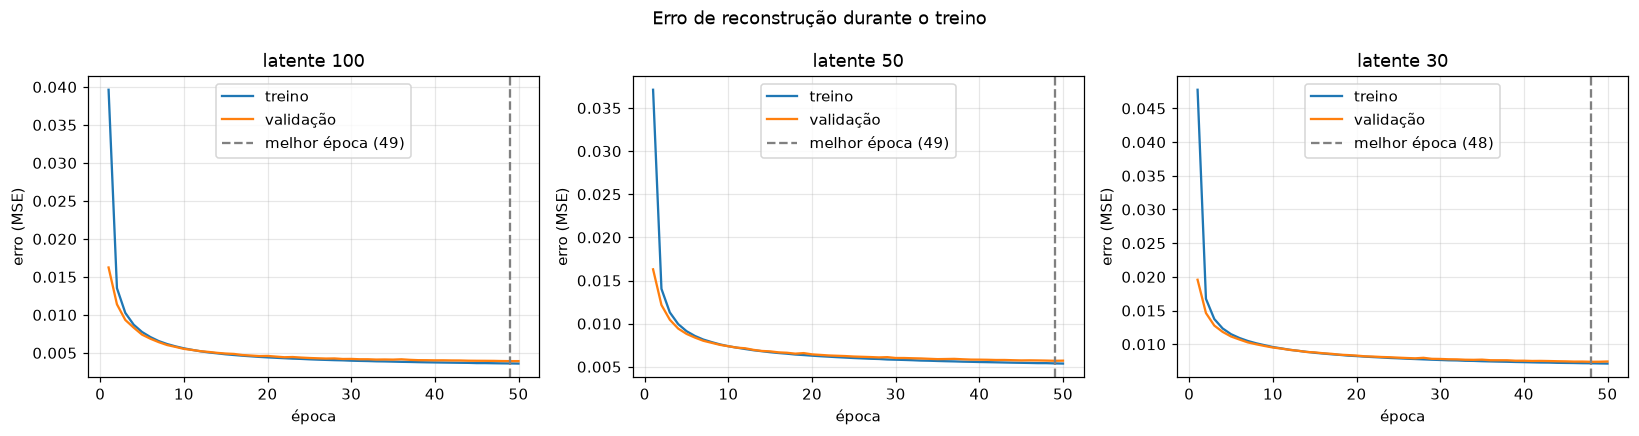 Erro de reconstrução durante o treino
latente 100
erro (MSE)
0.040
0.035
0.030
0.025
0.020
0.015
0.010
0.005
treino
validação
melhor época (49)
0 10 20 30 40 50
época
latente 50
erro (MSE)
0.035
0.030
0.025
0.020
0.015
0.010
0.005
treino
validação
melhor época (49)
0 10 20 30 40 50
época
latente 30
erro (MSE)
0.045
0.040
0.035
0.030
0.025
0.020
0.015
0.010
treino
validação
melhor época (48)
0 10 20 30 40 50
época